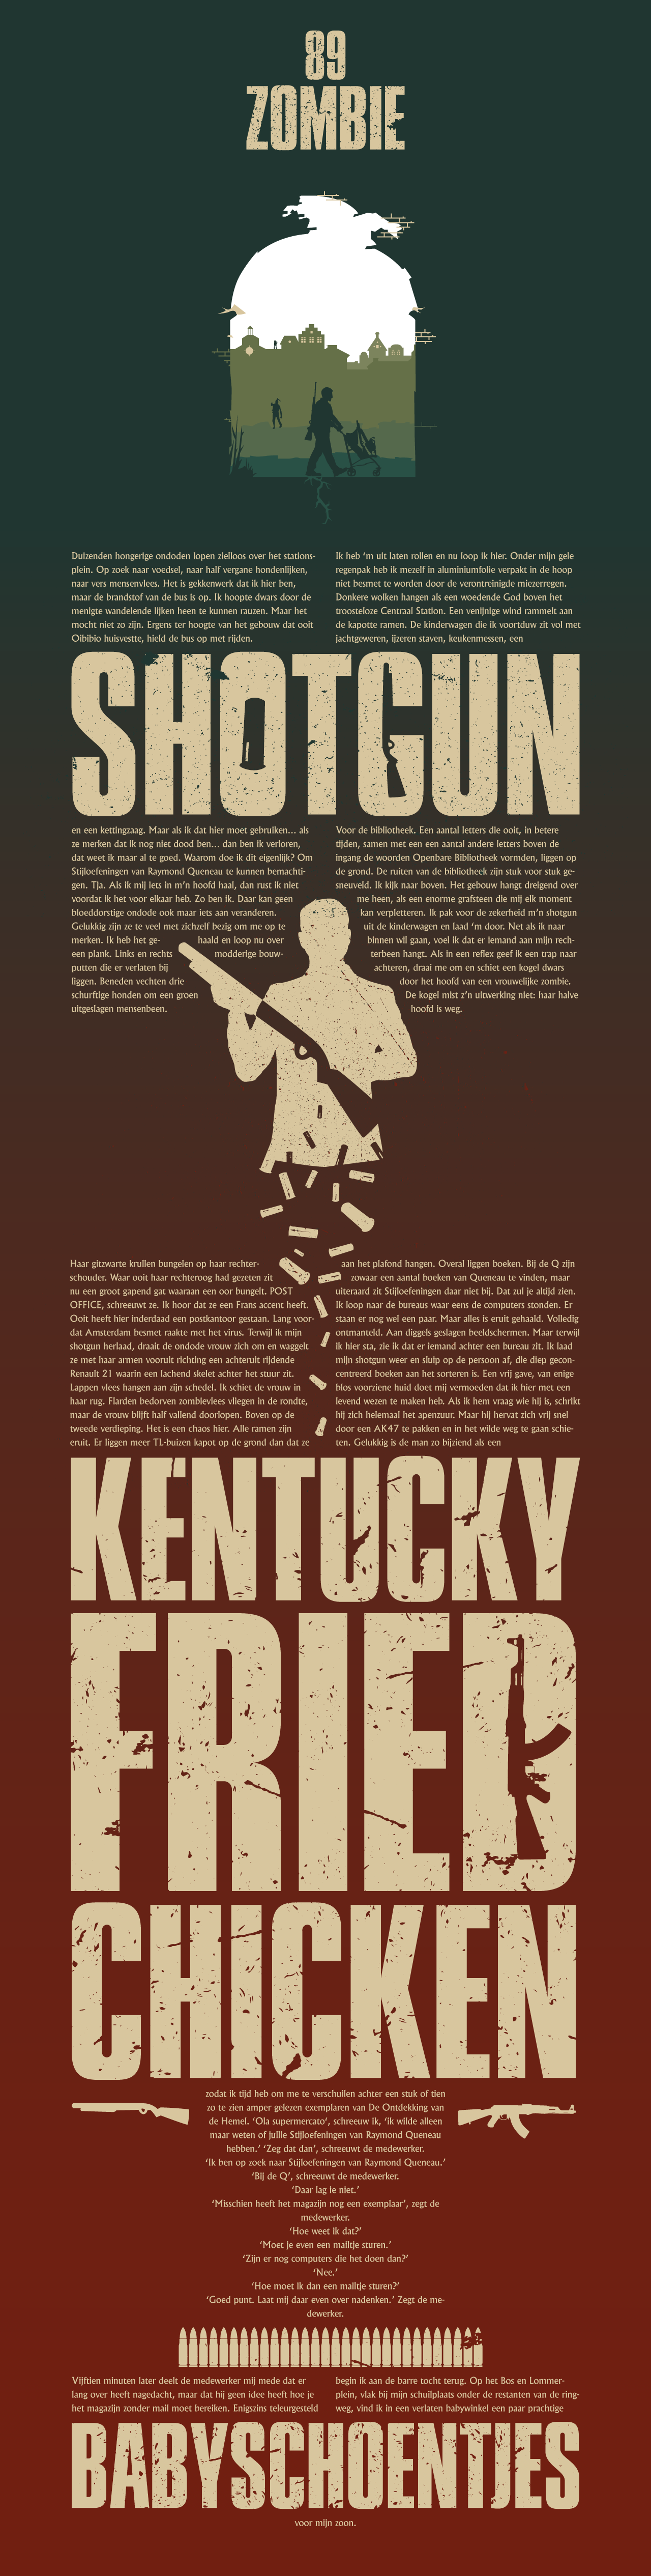 89
ZOMBIE
Duizenden hongerige ondoden lopen zielloos over het stations-
plein. Op zoek naar voedsel, naar half vergane hondenlijken,
naar vers mensenvlees. Het is gekkenwerk dat ik hier ben,
maar de brandstof van de bus is op. Ik hoopte dwars door de
menigte wandelende lijken heen te kunnen rauzen. Maar het
mocht niet zo zijn. Ergens ter hoogte van het gebouw dat ooit
Oibibio huisvestte, hield de bus op met rijden.
Ik heb ‘m uit laten rollen en nu loop ik hier. Onder mijn gele
regenpak heb ik mezelf in aluminiumfolie verpakt in de hoop
niet besmet te worden door de verontreinigde miezerregen.
Donkere wolken hangen als een woedende God boven het
troosteloze Centraal Station. Een venijnige wind rammelt aan
de kapotte ramen. De kinderwagen die ik voortduw zit vol met
jachtgeweren, ijzeren staven, keukenmessen, een
SHOTGUN
en een kettingzaag. Maar als ik dat hier moet gebruiken... als
ze merken dat ik nog niet dood ben... dan ben ik verloren,
dat weet ik maar al te goed. Waarom doe ik dit eigenlijk? Om
Stijloefeningen van Raymond Queneau te kunnen bemachti-
gen. Tja. Als ik mij iets in m’n hoofd haal, dan rust ik niet
voordat ik het voor elkaar heb. Zo ben ik. Daar kan geen
bloeddorstige ondode ook maar iets aan veranderen.
Gelukkig zijn ze te veel met zichzelf bezig om me op te
merken. Ik heb het ge- haald en loop nu over
een plank. Links en rechts modderige bouw-
putten die er verlaten bij
liggen. Beneden vechten drie
schurftige honden om een groen
uitgeslagen mensenbeen.
Voor de bibliotheek. Een aantal letters die ooit, in betere
tijden, samen met een een aantal andere letters boven de
ingang de woorden Openbare Bibliotheek vormden, liggen op
de grond. De ruiten van de bibliotheek zijn stuk voor stuk ge-
sneuveld. Ik kijk naar boven. Het gebouw hangt dreigend over
me heen, als een enorme grafsteen die mij elk moment
kan verpletteren. Ik pak voor de zekerheid m’n shotgun
uit de kinderwagen en laad ‘m door. Net als ik naar
binnen wil gaan, voel ik dat er iemand aan mijn rech-
terbeen hangt. Als in een reflex geef ik een trap naar
achteren, draai me om en schiet een kogel dwars
door het hoofd van een vrouwelijke zombie.
De kogel mist z’n uitwerking niet: haar halve
hoofd is weg.
Haar gitzwarte krullen bungelen op haar rechter-
schouder. Waar ooit haar rechteroog had gezeten zit
nu een groot gapend gat waaraan een oor bungelt. POST
OFFICE, schreeuwt ze. Ik hoor dat ze een Frans accent heeft.
Ooit heeft hier inderdaad een postkantoor gestaan. Lang voor-
dat Amsterdam besmet raakte met het virus. Terwijl ik mijn
shotgun herlaad, draait de ondode vrouw zich om en waggelt
ze met haar armen vooruit richting een achteruit rijdende
Renault 21 waarin een lachend skelet achter het stuur zit.
Lappen vlees hangen aan zijn schedel. Ik schiet de vrouw in
haar rug. Flarden bedorven zombievlees vliegen in de rondte,
maar de vrouw blijft half vallend doorlopen. Boven op de
tweede verdieping. Het is een chaos hier. Alle ramen zijn
eruit. Er liggen meer TL-buizen kapot op de grond dan dat ze
aan het plafond hangen. Overal liggen boeken. Bij de Q zijn
zowaar een aantal boeken van Queneau te vinden, maar
uiteraard zit Stijloefeningen daar niet bij. Dat zul je altijd zien.
Ik loop naar de bureaus waar eens de computers stonden. Er
staan er nog wel een paar. Maar alles is eruit gehaald. Volledig
ontmanteld. Aan diggels geslagen beeldschermen. Maar terwijl
ik hier sta, zie ik dat er iemand achter een bureau zit. Ik laad
mijn shotgun weer en sluip op de persoon af, die diep gecon-
centreerd boeken aan het sorteren is. Een vrij gave, van enige
blos voorziene huid doet mij vermoeden dat ik hier met een
levend wezen te maken heb. Als ik hem vraag wie hij is, schrikt
hij zich helemaal het apenzuur. Maar hij hervat zich vrij snel
door een AK47 te pakken en in het wilde weg te gaan schie-
ten. Gelukkig is de man zo bijziend als een
KENTUCKY
FRIED
CHICKEN
zodat ik tijd heb om me te verschuilen achter een stuk of tien
zo te zien amper gelezen exemplaren van De Ontdekking van
de Hemel. ‘Ola supermercato’, schreeuw ik, ‘ik wilde alleen
maar weten of jullie Stijloefeningen van Raymond Queneau
hebben.’ ‘Zeg dat dan’, schreeuwt de medewerker.
‘Ik ben op zoek naar Stijloefeningen van Raymond Queneau.’
‘Bij de Q’, schreeuwt de medewerker.
‘Daar lag ie niet.’
‘Misschien heeft het magazijn nog een exemplaar’, zegt de
medewerker.
‘Hoe weet ik dat?’
‘Moet je even een mailtje sturen.’
‘Zijn er nog computers die het doen dan?’
‘Nee.’
‘Hoe moet ik dan een mailtje sturen?’
‘Goed punt. Laat mij daar even over nadenken.’ Zegt de me-
dewerker.
Vijftien minuten later deelt de medewerker mij mede dat er
lang over heeft nagedacht, maar dat hij geen idee heeft hoe je
het magazijn zonder mail moet bereiken. Enigszins teleurgesteld
begin ik aan de barre tocht terug. Op het Bos en Lommer-
plein, vlak bij mijn schuilplaats onder de restanten van de ring-
weg, vind ik in een verlaten babywinkel een paar prachtige
BABYSCHOENTJES
voor mijn zoon.